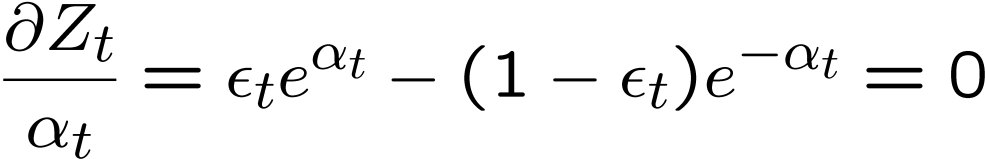 ∂Z_t/α_t = ϵ_t e^{α_t} − (1 − ϵ_t)e^{−α_t} = 0